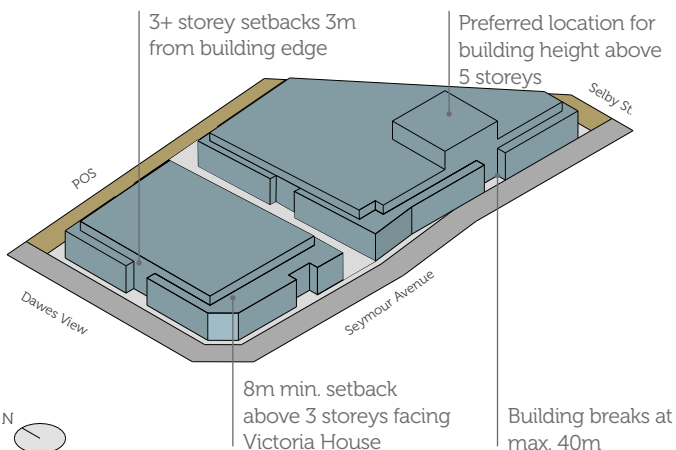 3+ storey setbacks 3m
from building edge
Preferred location for
building height above
5 storeys
Selby St.
POS
Dawes View
Seymour Avenue
N
8m min. setback
above 3 storeys facing
Victoria House
Building breaks at
max. 40m